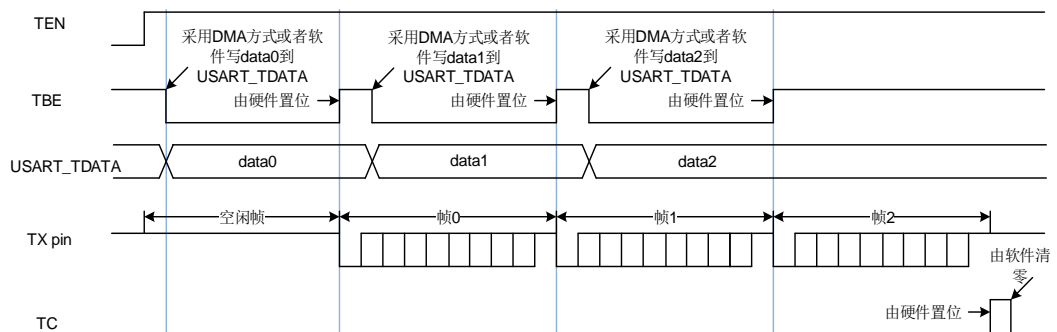 TEN
采用DMA方式或者软
件写data0到
USART_TDATA
采用DMA方式或者软
件写data1到
USART_TDATA
采用DMA方式或者软
件写data2到
USART_TDATA
TBE
由硬件置位
由硬件置位
由硬件置位
USART_TDATA
data0
data1
data2
空闲帧
帧0
帧1
帧2
TX pin
由软件清
零
由硬件置位
TC